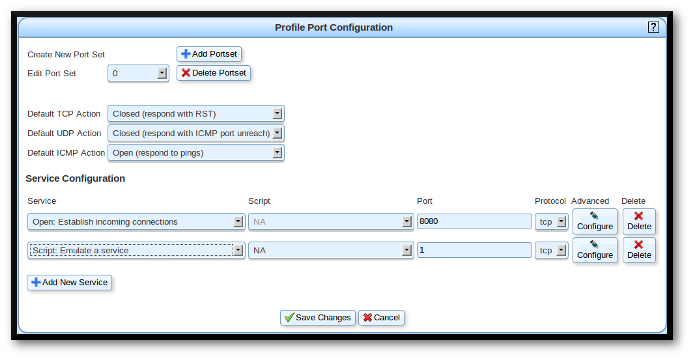 Profile Port Configuration ?
Create New Port Set Add Portset
Edit Port Set 0 Delete Portset
Default TCP Action Closed (respond with RST)
Default UDP Action Closed (respond with ICMP port unreach)
Default ICMP Action Open (respond to pings)
Service Configuration
Service Script Port Protocol Advanced Delete
Open: Establish incoming connections NA 8080 tcp Configure Delete
Script: Emulate a service NA 1 tcp Configure Delete
Add New Service
Save Changes Cancel